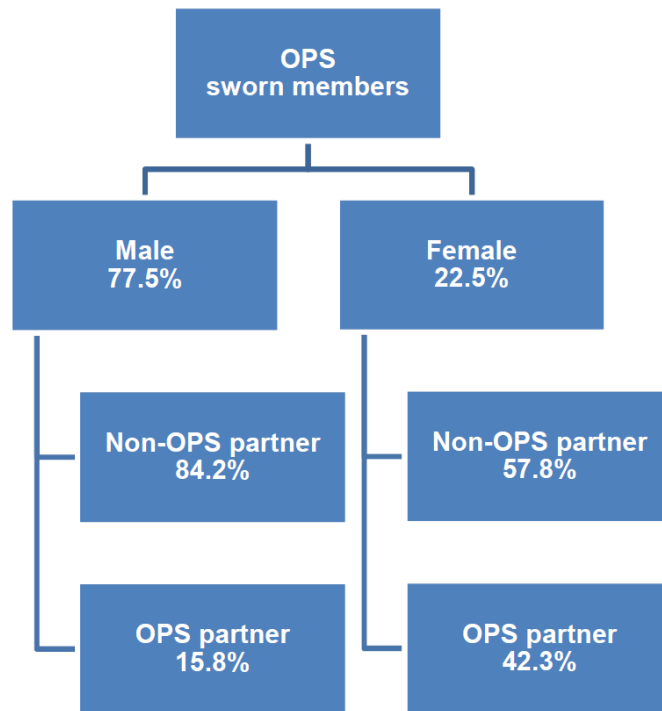 OPS
sworn members
Male
77.5%
Female
22.5%
Non-OPS partner
84.2%
Non-OPS partner
57.8%
OPS partner
15.8%
OPS partner
42.3%